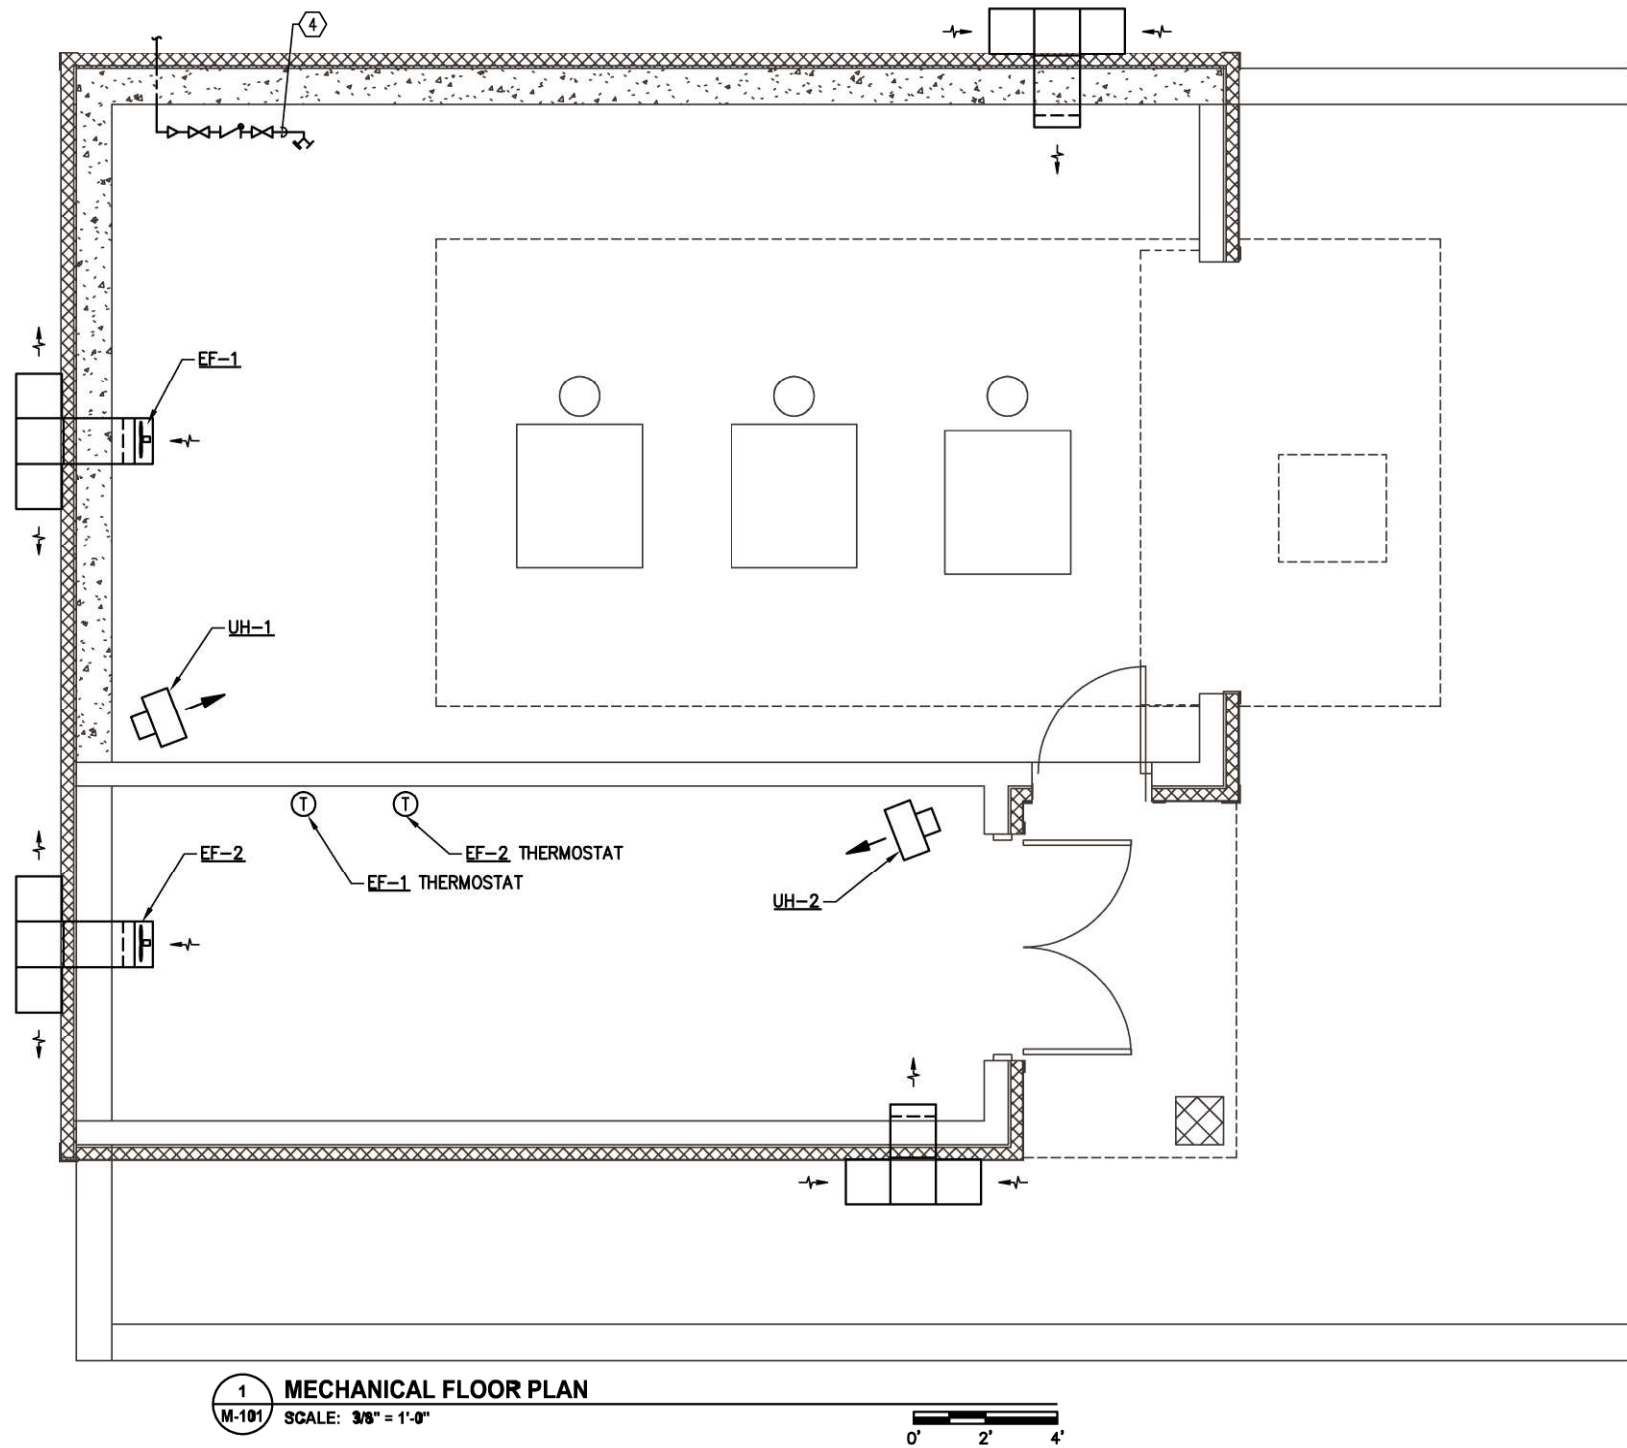 4
EF-1
UH-1
T
T
EF-2 THERMOSTAT
EF-2
EF-1 THERMOSTAT
UH-2
1
M-101
MECHANICAL FLOOR PLAN
SCALE: 3/8" = 1'-0"
0' 2' 4'